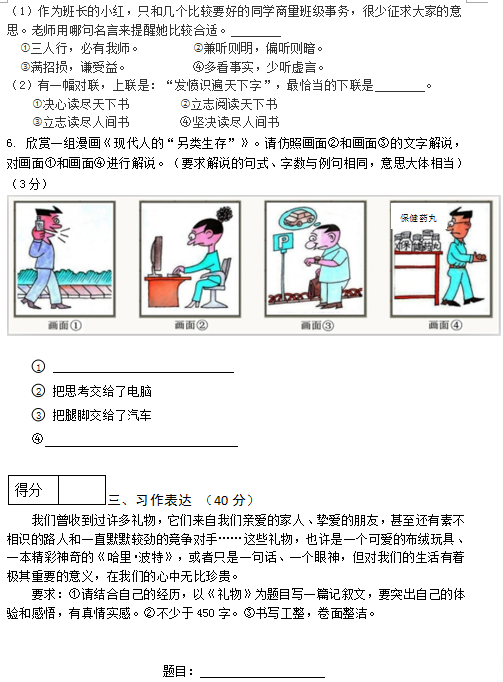 (1) 作为班长的小红，只和几个比较要好的同学商量班级事务，很少征求大家的意
思。老师用哪句名言来提醒她比较合适。________
①三人行，必有我师。 ②兼听则明，偏听则暗。
③满招损，谦受益。 ④多看事实，少听虚言。
(2) 有一幅对联，上联是：“发愤识遍天下字”，最恰当的下联是________。
①决心读尽天下书 ②立志阅读天下书
③立志读尽人间书 ④坚决读尽人间书
6. 欣赏一组漫画《现代人的“另类生存”》。请仿照画面②和画面③的文字解说，
对画面①和画面④进行解说。（要求解说的句式、字数与例句相同，意思大体相当）
（3 分）
保健药丸
P
保健药丸
画面① 画面② 画面③ 画面④
① ________________________
② 把思考交给了电脑
③ 把腿脚交给了汽车
④________________________
得分
三、习作表达 （40 分）
我们曾收到过许多礼物，它们来自我们亲爱的家人、挚爱的朋友，甚至还有素不
相识的路人和一直默默较劲的竞争对手……这些礼物，也许是一个可爱的布绒玩具、
一本精彩神奇的《哈里·波特》，或者只是一句话、一个眼神，但对我们的生活有着
极其重要的意义，在我们的心中无比珍贵。
要求：①请结合自己的经历，以《礼物》为题目写一篇记叙文，要突出自己的体
验和感悟，有真情实感。②不少于 450 字。③书写工整，卷面整洁。
题目：________________